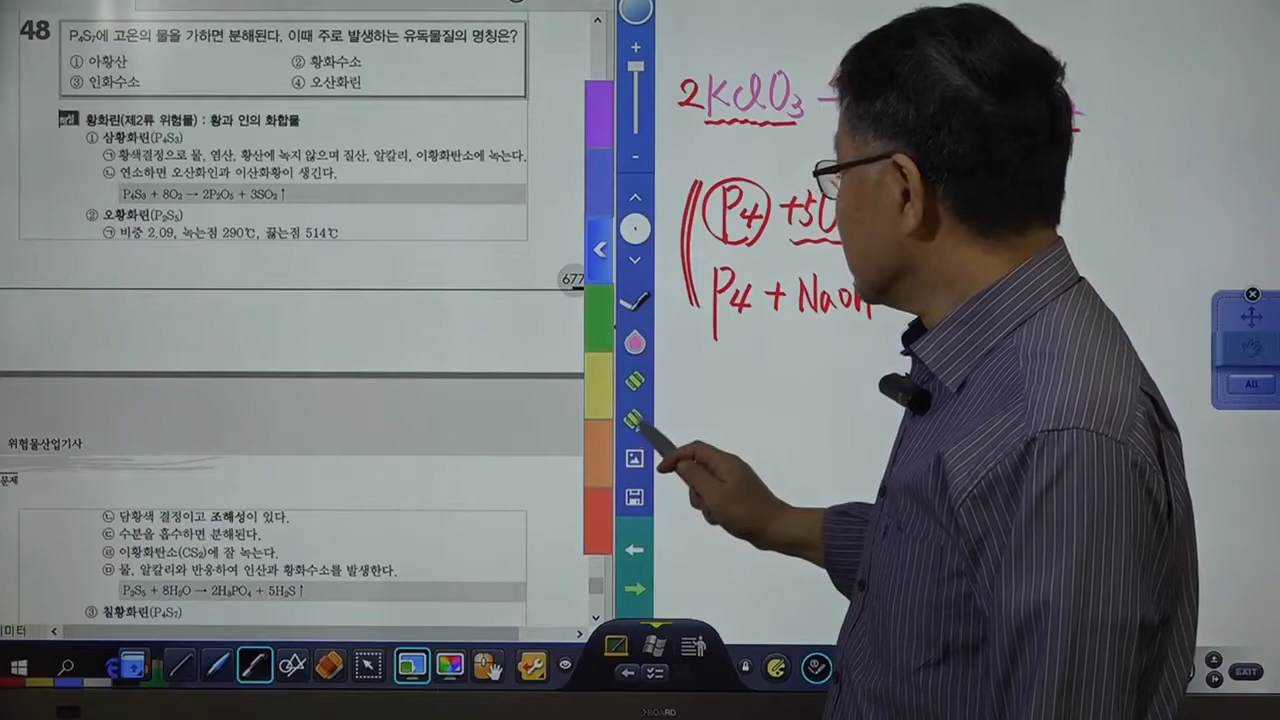 48
P₄S₇에 고온의 물을 가하면 분해된다. 이때 주로 발생하는 유독물질의 명칭은?
① 아황산 ② 황화수소
③ 인화수소 ④ 오산화린
황화린(제2류 위험물) : 황과 인의 화합물
① 삼황화린(P₄S₃)
㉠ 황색결정으로 물, 염산, 황산에 녹지 않으며 질산, 알칼리, 이황화탄소에 녹는다.
㉡ 연소하면 오산화인과 이산화황이 생긴다.
P₄S₃ + 8O₂ → 2P₂O₅ + 3SO₂↑
② 오황화린(P₂S₅)
㉠ 비중 2.09, 녹는점 290℃, 끓는점 514℃
677
위험물산업기사
문제
㉡ 담황색 결정이고 조해성이 있다.
㉢ 수분을 흡수하면 분해된다.
㉣ 이황화탄소(CS₂)에 잘 녹는다.
㉤ 물, 알칼리와 반응하여 인산과 황화수소를 발생한다.
P₂S₅ + 8H₂O → 2H₃PO₄ + 5H₂S↑
③ 칠황화린(P₄S₇)
2KClO₃
P₄ + 5O
P₄ + NaOH
All
EXIT